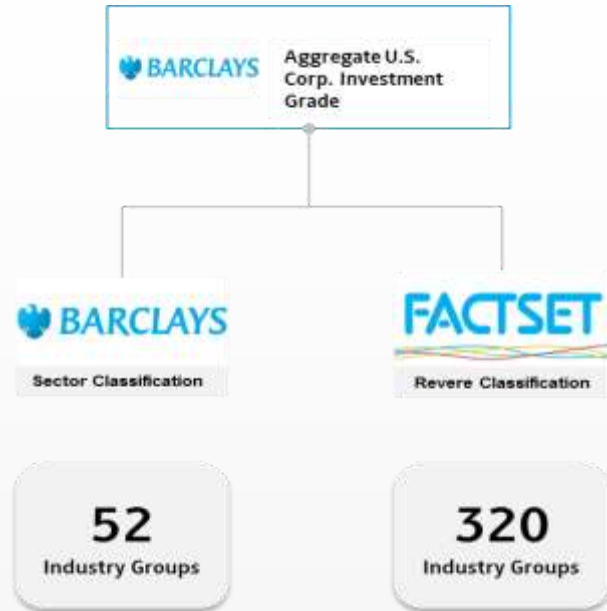 BARCLAYS
Aggregate U.S.
Corp. Investment
Grade
BARCLAYS
Sector Classification
FACTSET
Revere Classification
52
Industry Groups
320
Industry Groups